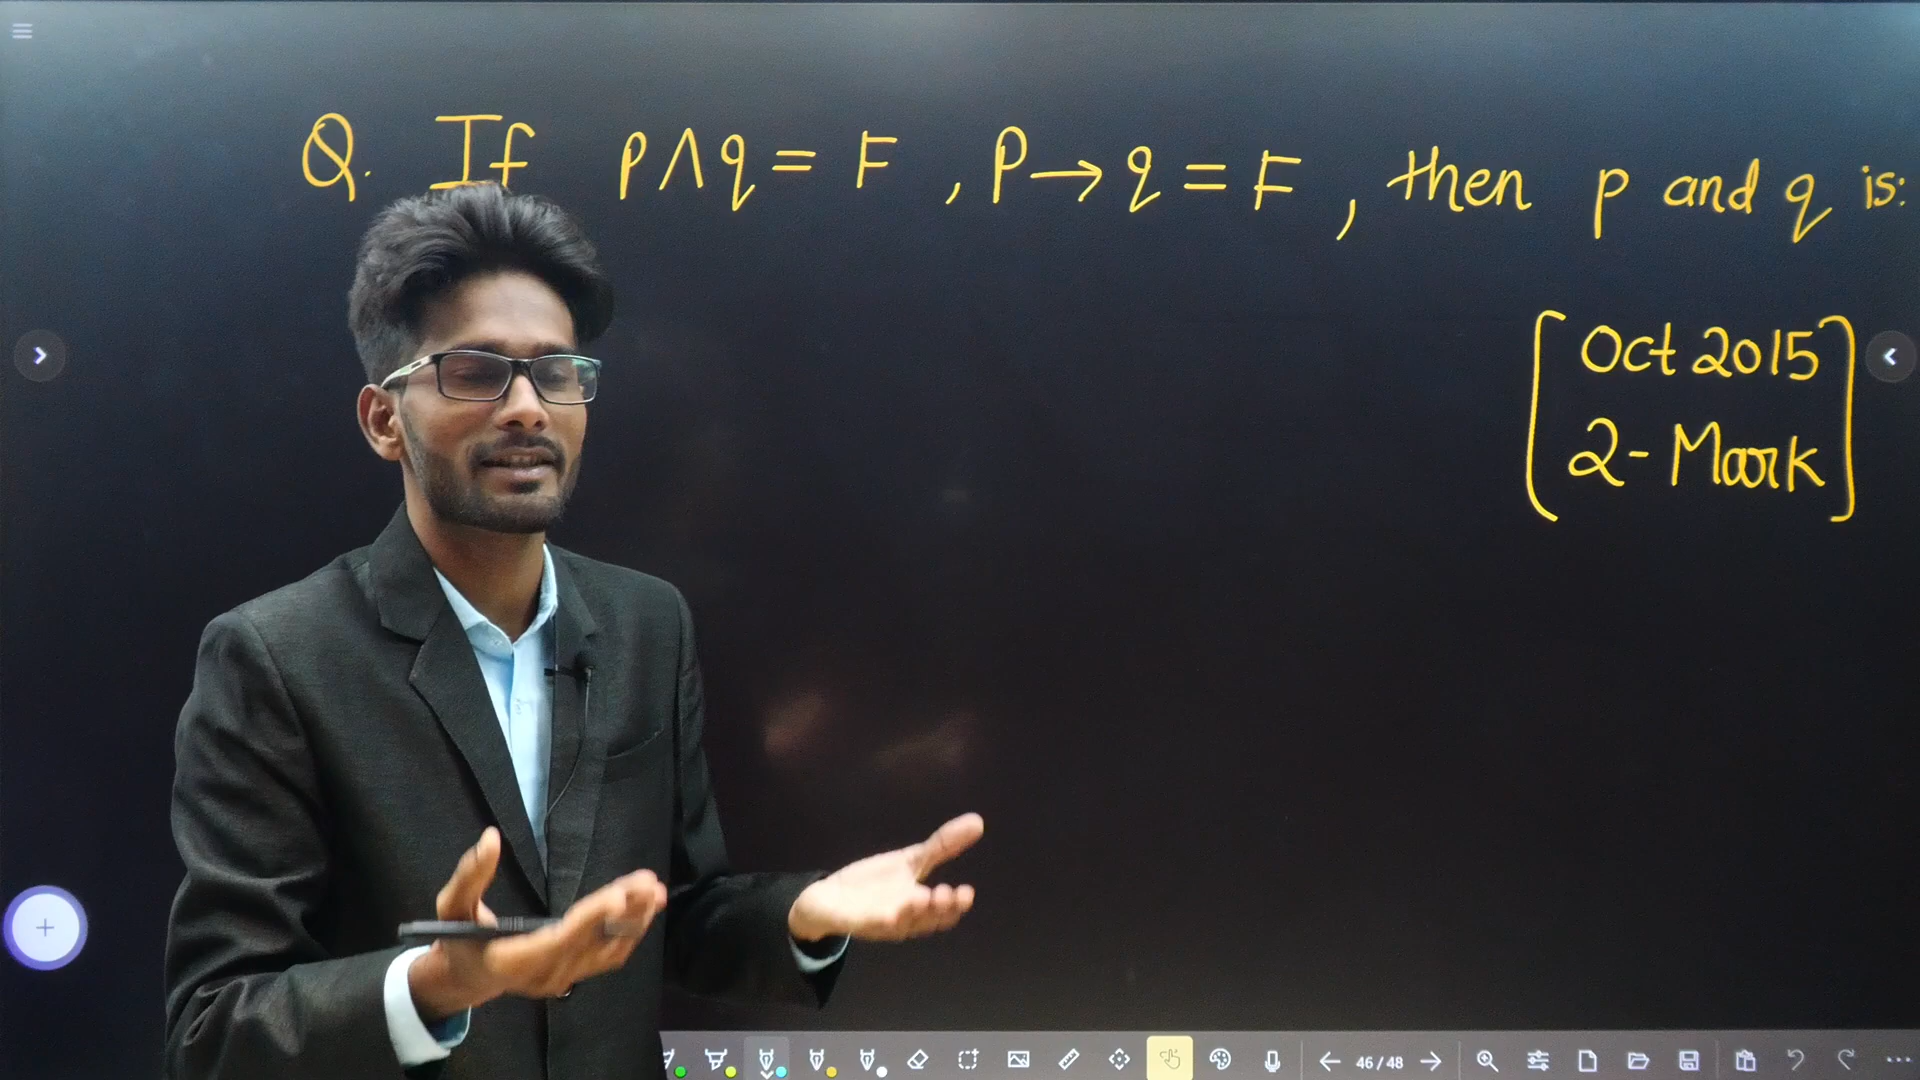 Q. If p∧q = F , P→q = F , then p and q is:
[Oct 2015
2-Mark]
46 / 48